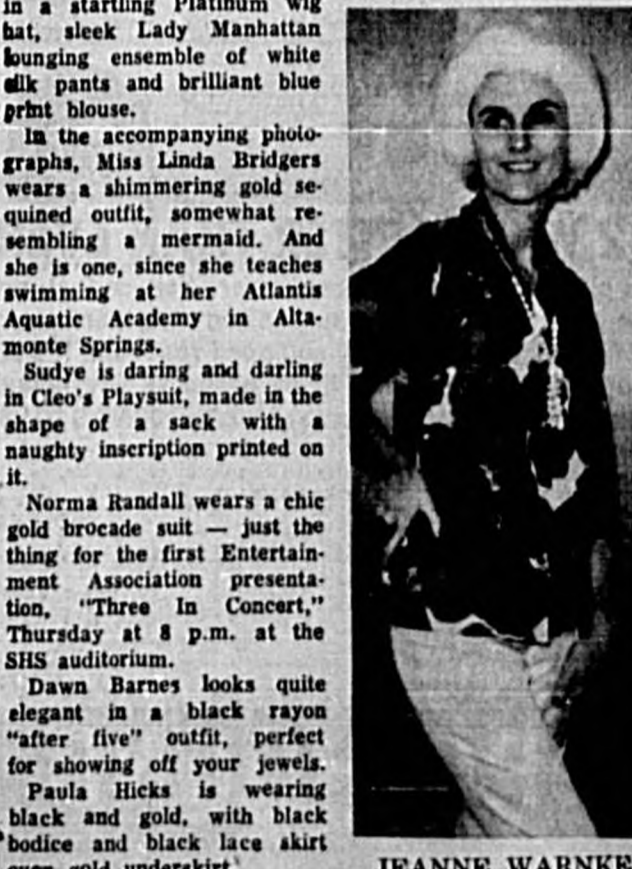 in a startling Platinum wig
hat, sleek Lady Manhattan
lounging ensemble of white
silk pants and brilliant blue
print blouse.
In the accompanying photo-
graphs, Miss Linda Bridgers
wears a shimmering gold se-
quined outfit, somewhat re-
sembling a mermaid. And
she is one, since she teaches
swimming at her Atlantis
Aquatic Academy in Alta-
monte Springs.
Sudye is daring and darling
in Cleo's Playsuit, made in the
shape of a sack with a
naughty inscription printed on
it.
Norma Randall wears a chic
gold brocade suit — just the
thing for the first Entertain-
ment Association presenta-
tion, "Three In Concert,"
Thursday at 8 p.m. at the
SHS auditorium.
Dawn Barnes looks quite
elegant in a black rayon
"after five" outfit, perfect
for showing off your jewels.
Paula Hicks is wearing
black and gold, with black
bodice and black lace skirt
over gold underskirt.
JEANNE WARNKE